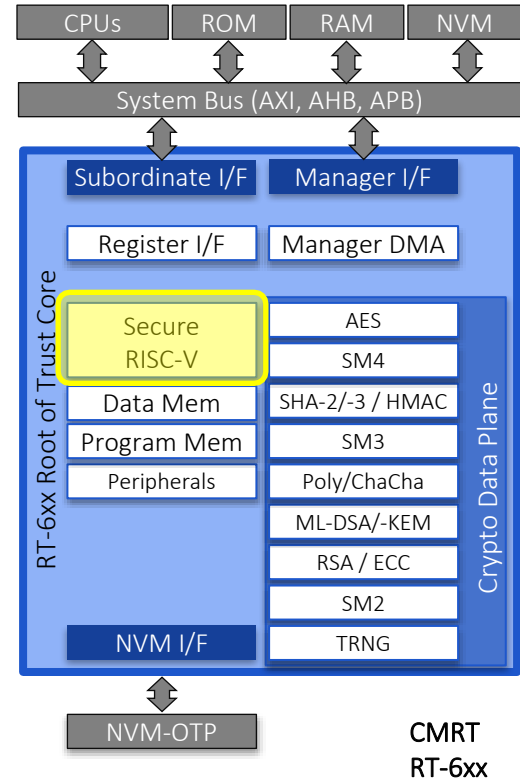 CPUs
ROM
RAM
NVM
System Bus (AXI, AHB, APB)
Subordinate I/F
Manager I/F
Register I/F
Manager DMA
RT-6xx Root of Trust Core
Secure
RISC-V
Data Mem
Program Mem
Peripherals
NVM I/F
AES
SM4
SHA-2/-3 / HMAC
SM3
Poly/ChaCha
ML-DSA/-KEM
RSA / ECC
SM2
TRNG
Crypto Data Plane
NVM-OTP
CMRT
RT-6xx